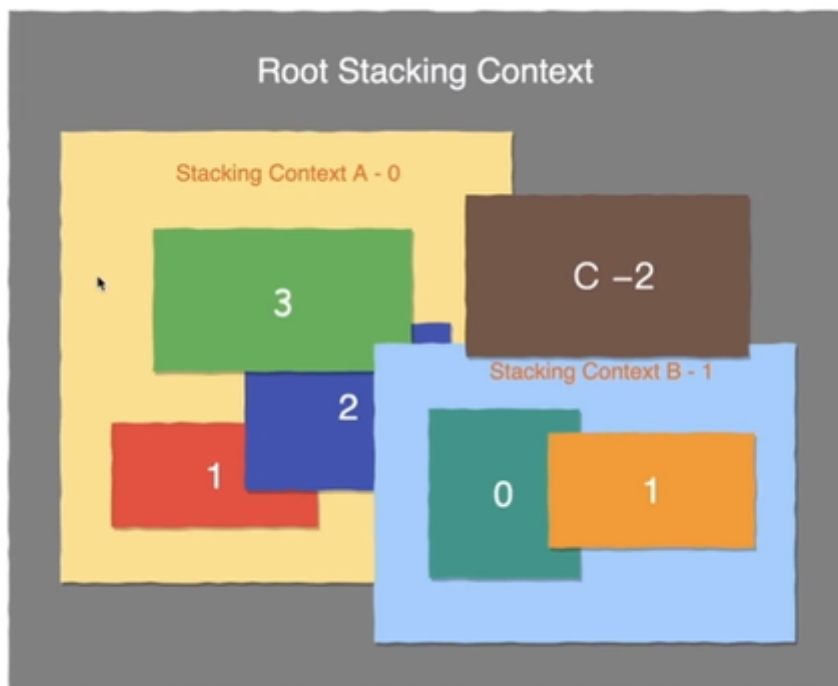 Root Stacking Context
Stacking Context A - 0
3
C –2
Stacking Context B - 1
2
1
0
1